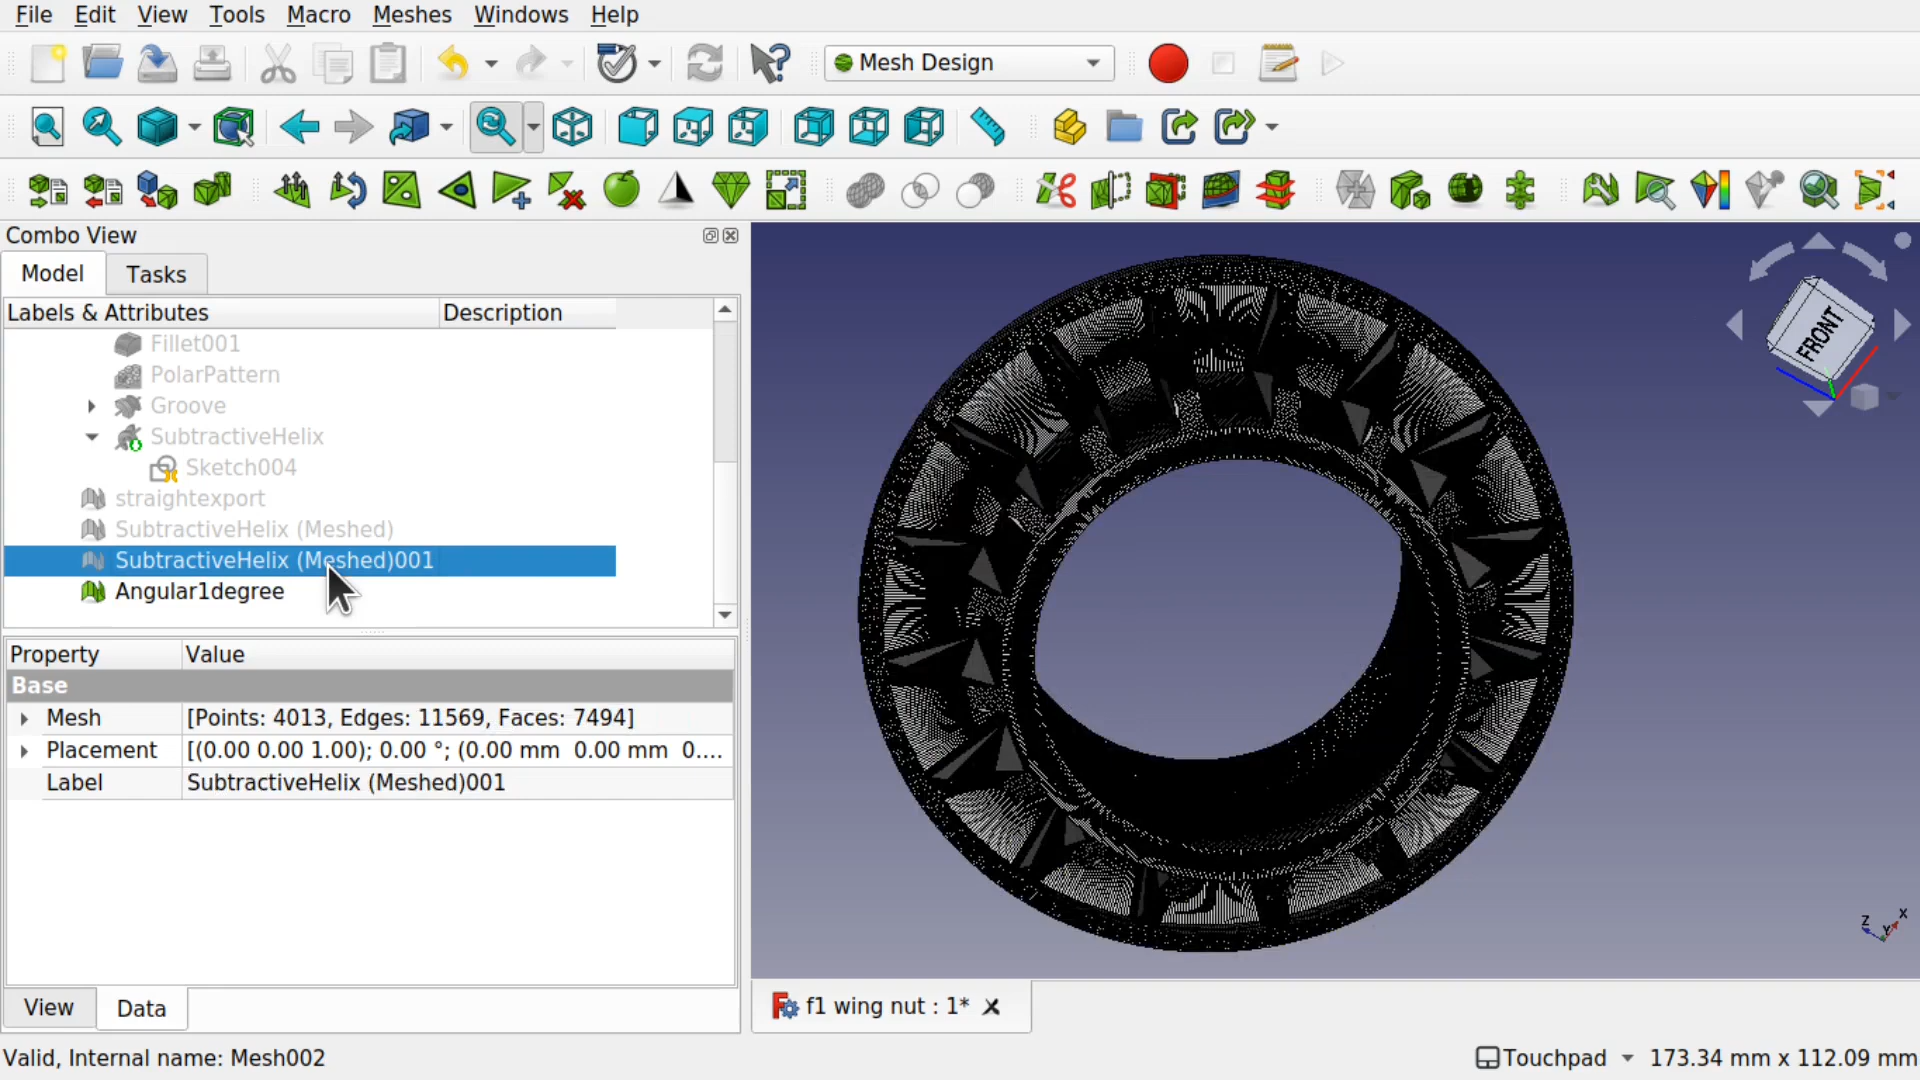 File Edit View Tools Macro Meshes Windows Help
Mesh Design
Combo View
Model Tasks
Labels & Attributes Description
Fillet001
PolarPattern
Groove
SubtractiveHelix
Sketch004
straightexport
SubtractiveHelix (Meshed)
SubtractiveHelix (Meshed)001
Angular1degree
Property Value
Base
Mesh [Points: 4013, Edges: 11569, Faces: 7494]
Placement [(0.00 0.00 1.00); 0.00 °; (0.00 mm 0.00 mm 0....
Label SubtractiveHelix (Meshed)001
View Data
FRONT
Z Y X
f1 wing nut : 1*
Valid, Internal name: Mesh002
Touchpad 173.34 mm x 112.09 mm